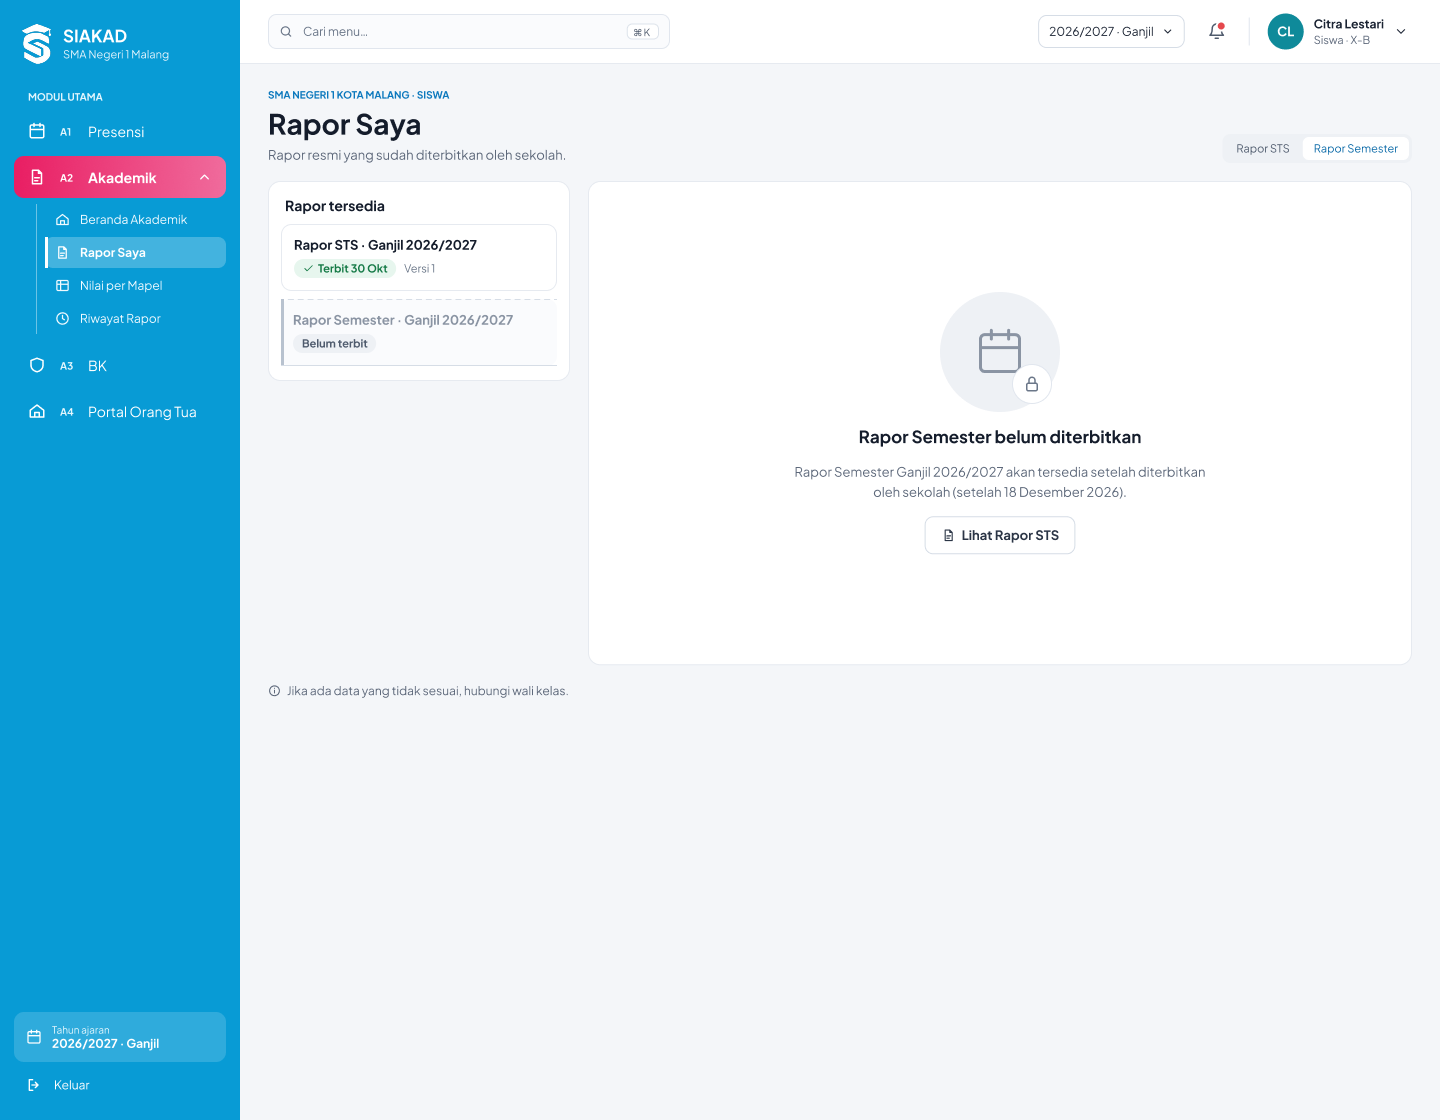 SIAKAD
SMA Negeri 1 Malang
MODUL UTAMA
A1 Presensi
A2 Akademik
Beranda Akademik
Rapor Saya
Nilai per Mapel
Riwayat Rapor
A3 BK
A4 Portal Orang Tua
Tahun ajaran
2026/2027 · Ganjil
Keluar
Cari menu...
⌘K
2026/2027 · Ganjil
CL
Citra Lestari
Siswa · X-B
SMA NEGERI 1 KOTA MALANG · SISWA
Rapor Saya
Rapor resmi yang sudah diterbitkan oleh sekolah.
Rapor STS
Rapor Semester
Rapor tersedia
Rapor STS · Ganjil 2026/2027
Terbit 30 Okt
Versi 1
Rapor Semester · Ganjil 2026/2027
Belum terbit
Rapor Semester belum diterbitkan
Rapor Semester Ganjil 2026/2027 akan tersedia setelah diterbitkan
oleh sekolah (setelah 18 Desember 2026).
Lihat Rapor STS
Jika ada data yang tidak sesuai, hubungi wali kelas.